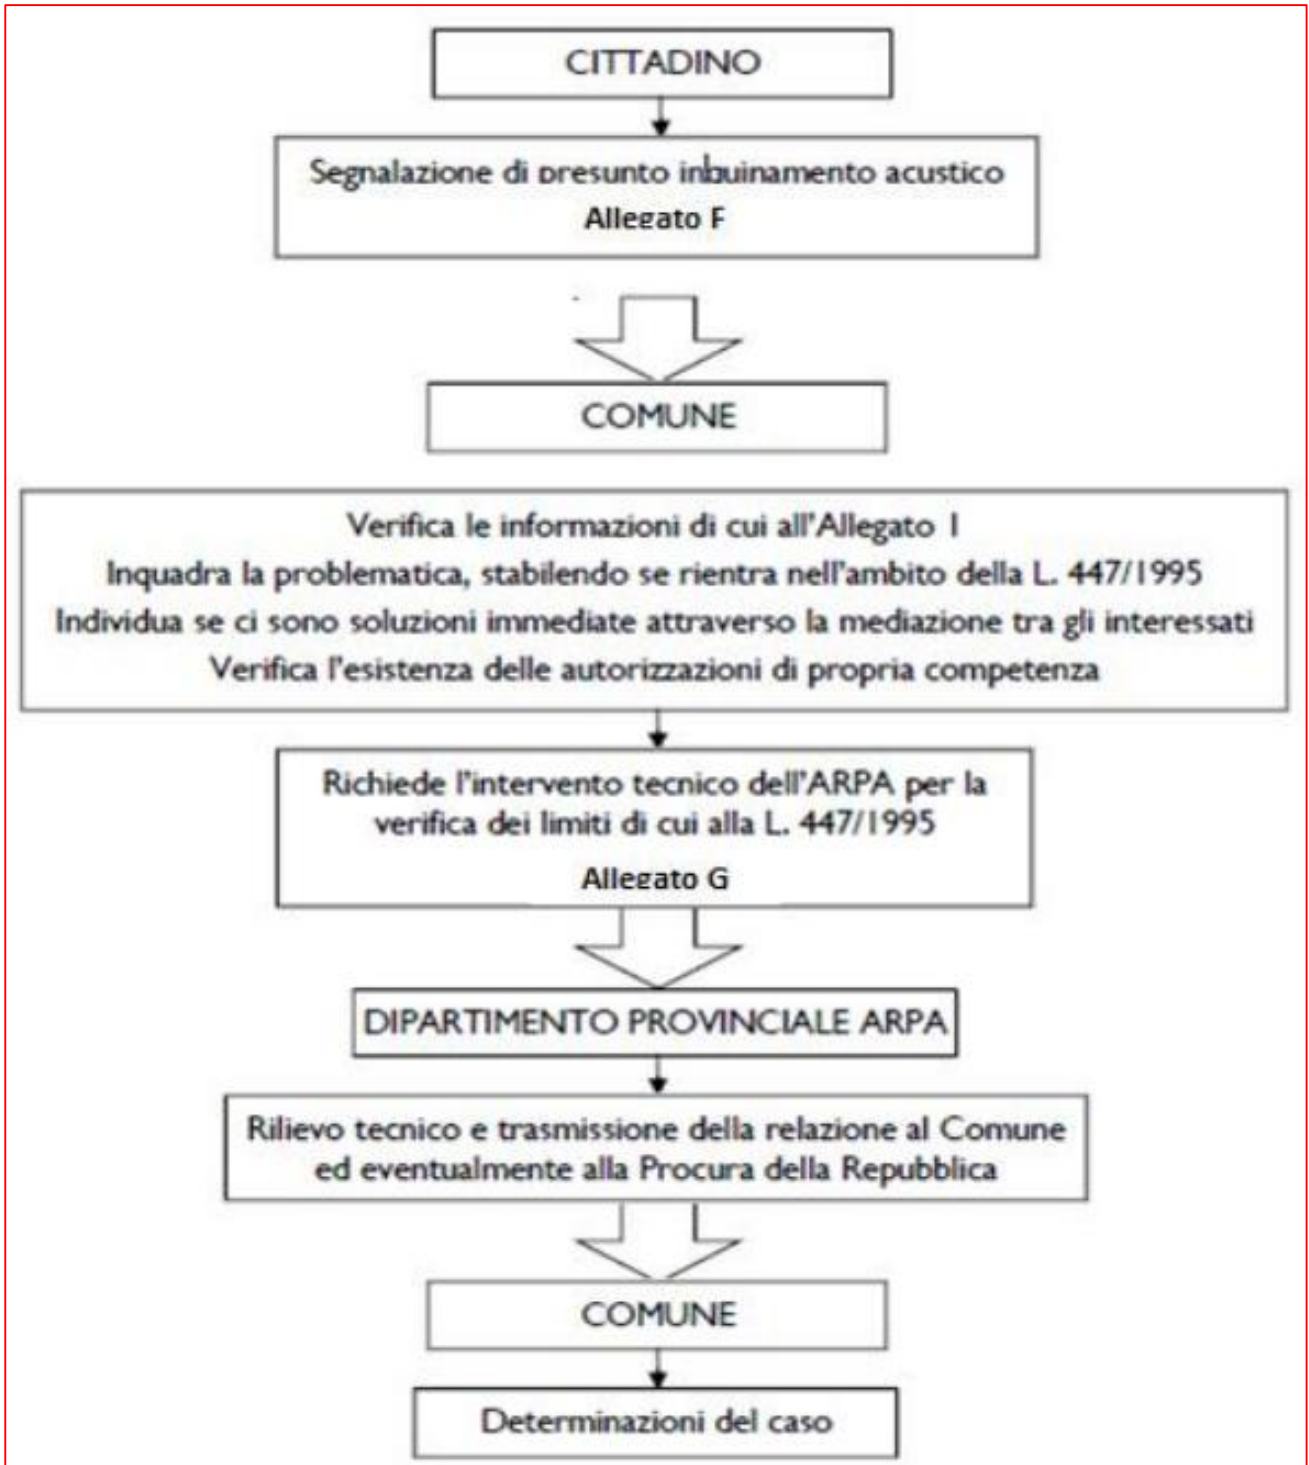 CITTADINO
Segnalazione di presunto inquinamento acustico
Allegato F
COMUNE
Verifica le informazioni di cui all'Allegato 1
Inquadra la problematica, stabilendo se rientra nell'ambito della L. 447/1995
Individua se ci sono soluzioni immediate attraverso la mediazione tra gli interessati
Verifica l'esistenza delle autorizzazioni di propria competenza
Richiede l'intervento tecnico dell'ARPA per la
verifica dei limiti di cui alla L. 447/1995
Allegato G
DIPARTIMENTO PROVINCIALE ARPA
Rilievo tecnico e trasmissione della relazione al Comune
ed eventualmente alla Procura della Repubblica
COMUNE
Determinazioni del caso